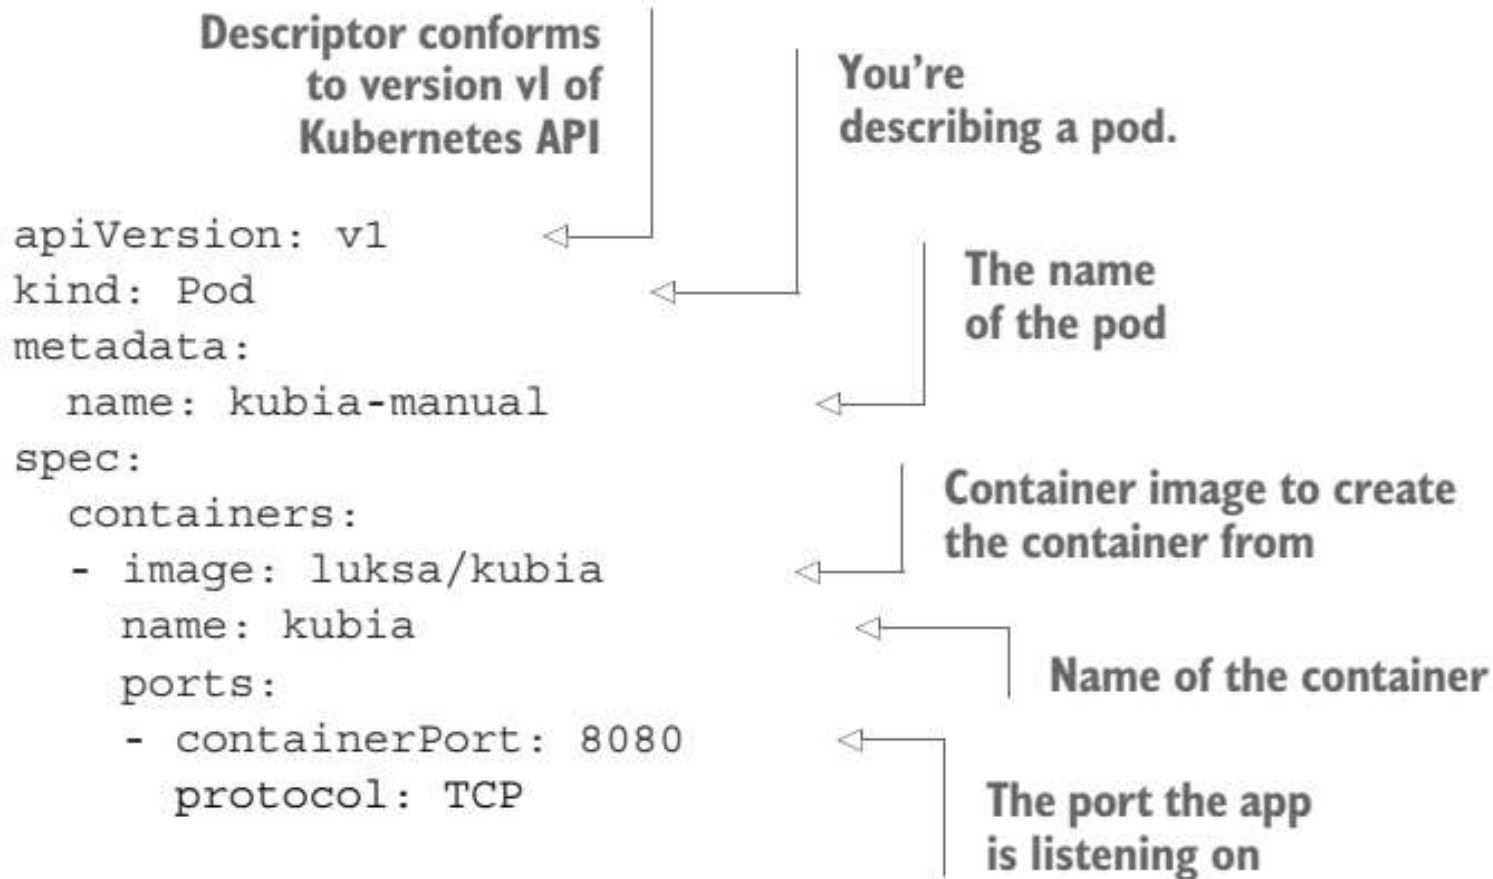 Descriptor conforms
to version vl of
Kubernetes API
You're
describing a pod.
apiVersion: v1
kind: Pod
metadata:
  name: kubia-manual
The name
of the pod
spec:
  containers:
  - image: luksa/kubia
Container image to create
the container from
    name: kubia
Name of the container
    ports:
    - containerPort: 8080
      protocol: TCP
The port the app
is listening on